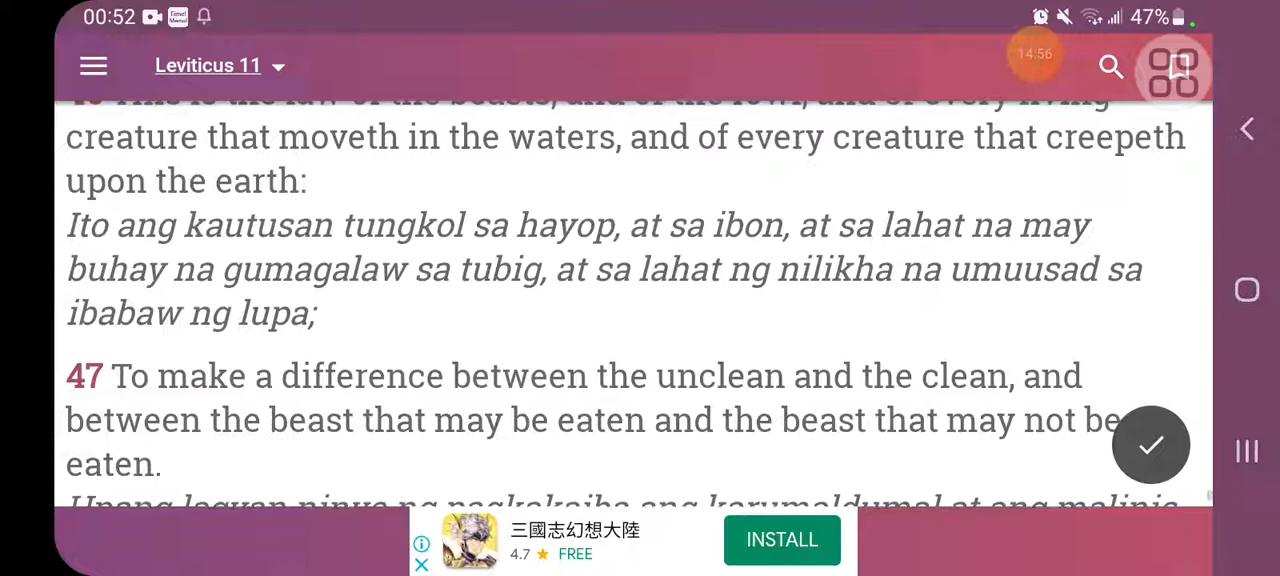 00:52
47%
Leviticus 11
14:56
creature that moveth in the waters, and of every creature that creepeth
upon the earth:
Ito ang kautusan tungkol sa hayop, at sa ibon, at sa lahat na may
buhay na gumagalaw sa tubig, at sa lahat ng nilikha na umuusad sa
ibabaw ng lupa;
47 To make a difference between the unclean and the clean, and
between the beast that may be eaten and the beast that may not be
eaten.
三國志幻想大陸
4.7 ★ FREE
INSTALL